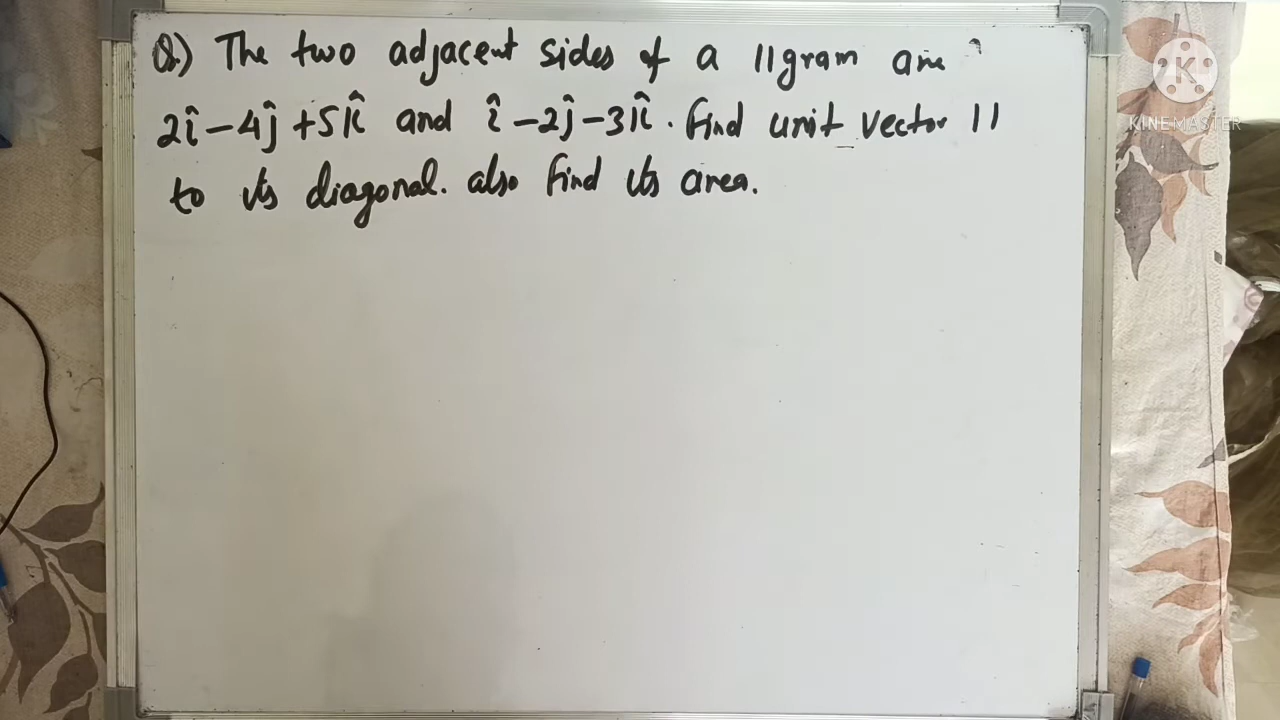 Q.) The two adjacent sides of a ||gram are
2î – 4ĵ + 5k̂ and î – 2ĵ – 3k̂. find unit vector ||
to its diagonal. also find its area.
K
KINEMASTER